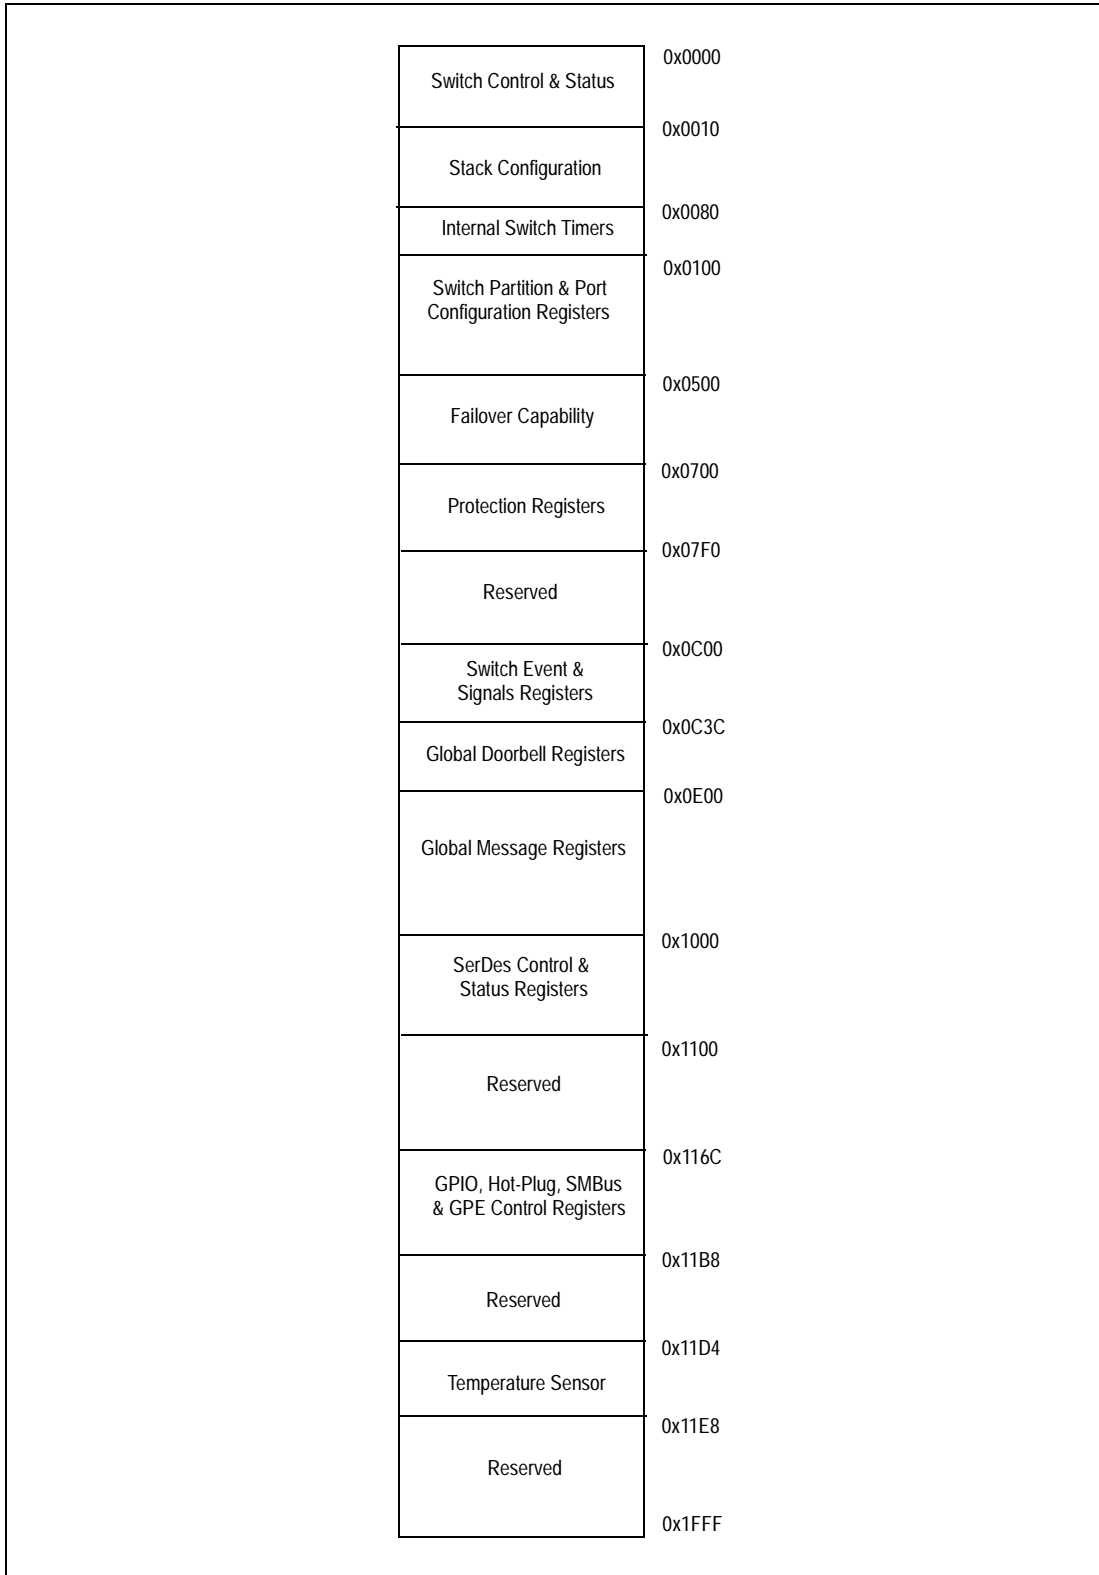 0x0000
Switch Control & Status
0x0010
Stack Configuration
0x0080
Internal Switch Timers
0x0100
Switch Partition & Port
Configuration Registers
0x0500
Failover Capability
0x0700
Protection Registers
0x07F0
Reserved
0x0C00
Switch Event &
Signals Registers
0x0C3C
Global Doorbell Registers
0x0E00
Global Message Registers
0x1000
SerDes Control &
Status Registers
0x1100
Reserved
0x116C
GPIO, Hot-Plug, SMBus
& GPE Control Registers
0x11B8
Reserved
0x11D4
Temperature Sensor
0x11E8
Reserved
0x1FFF